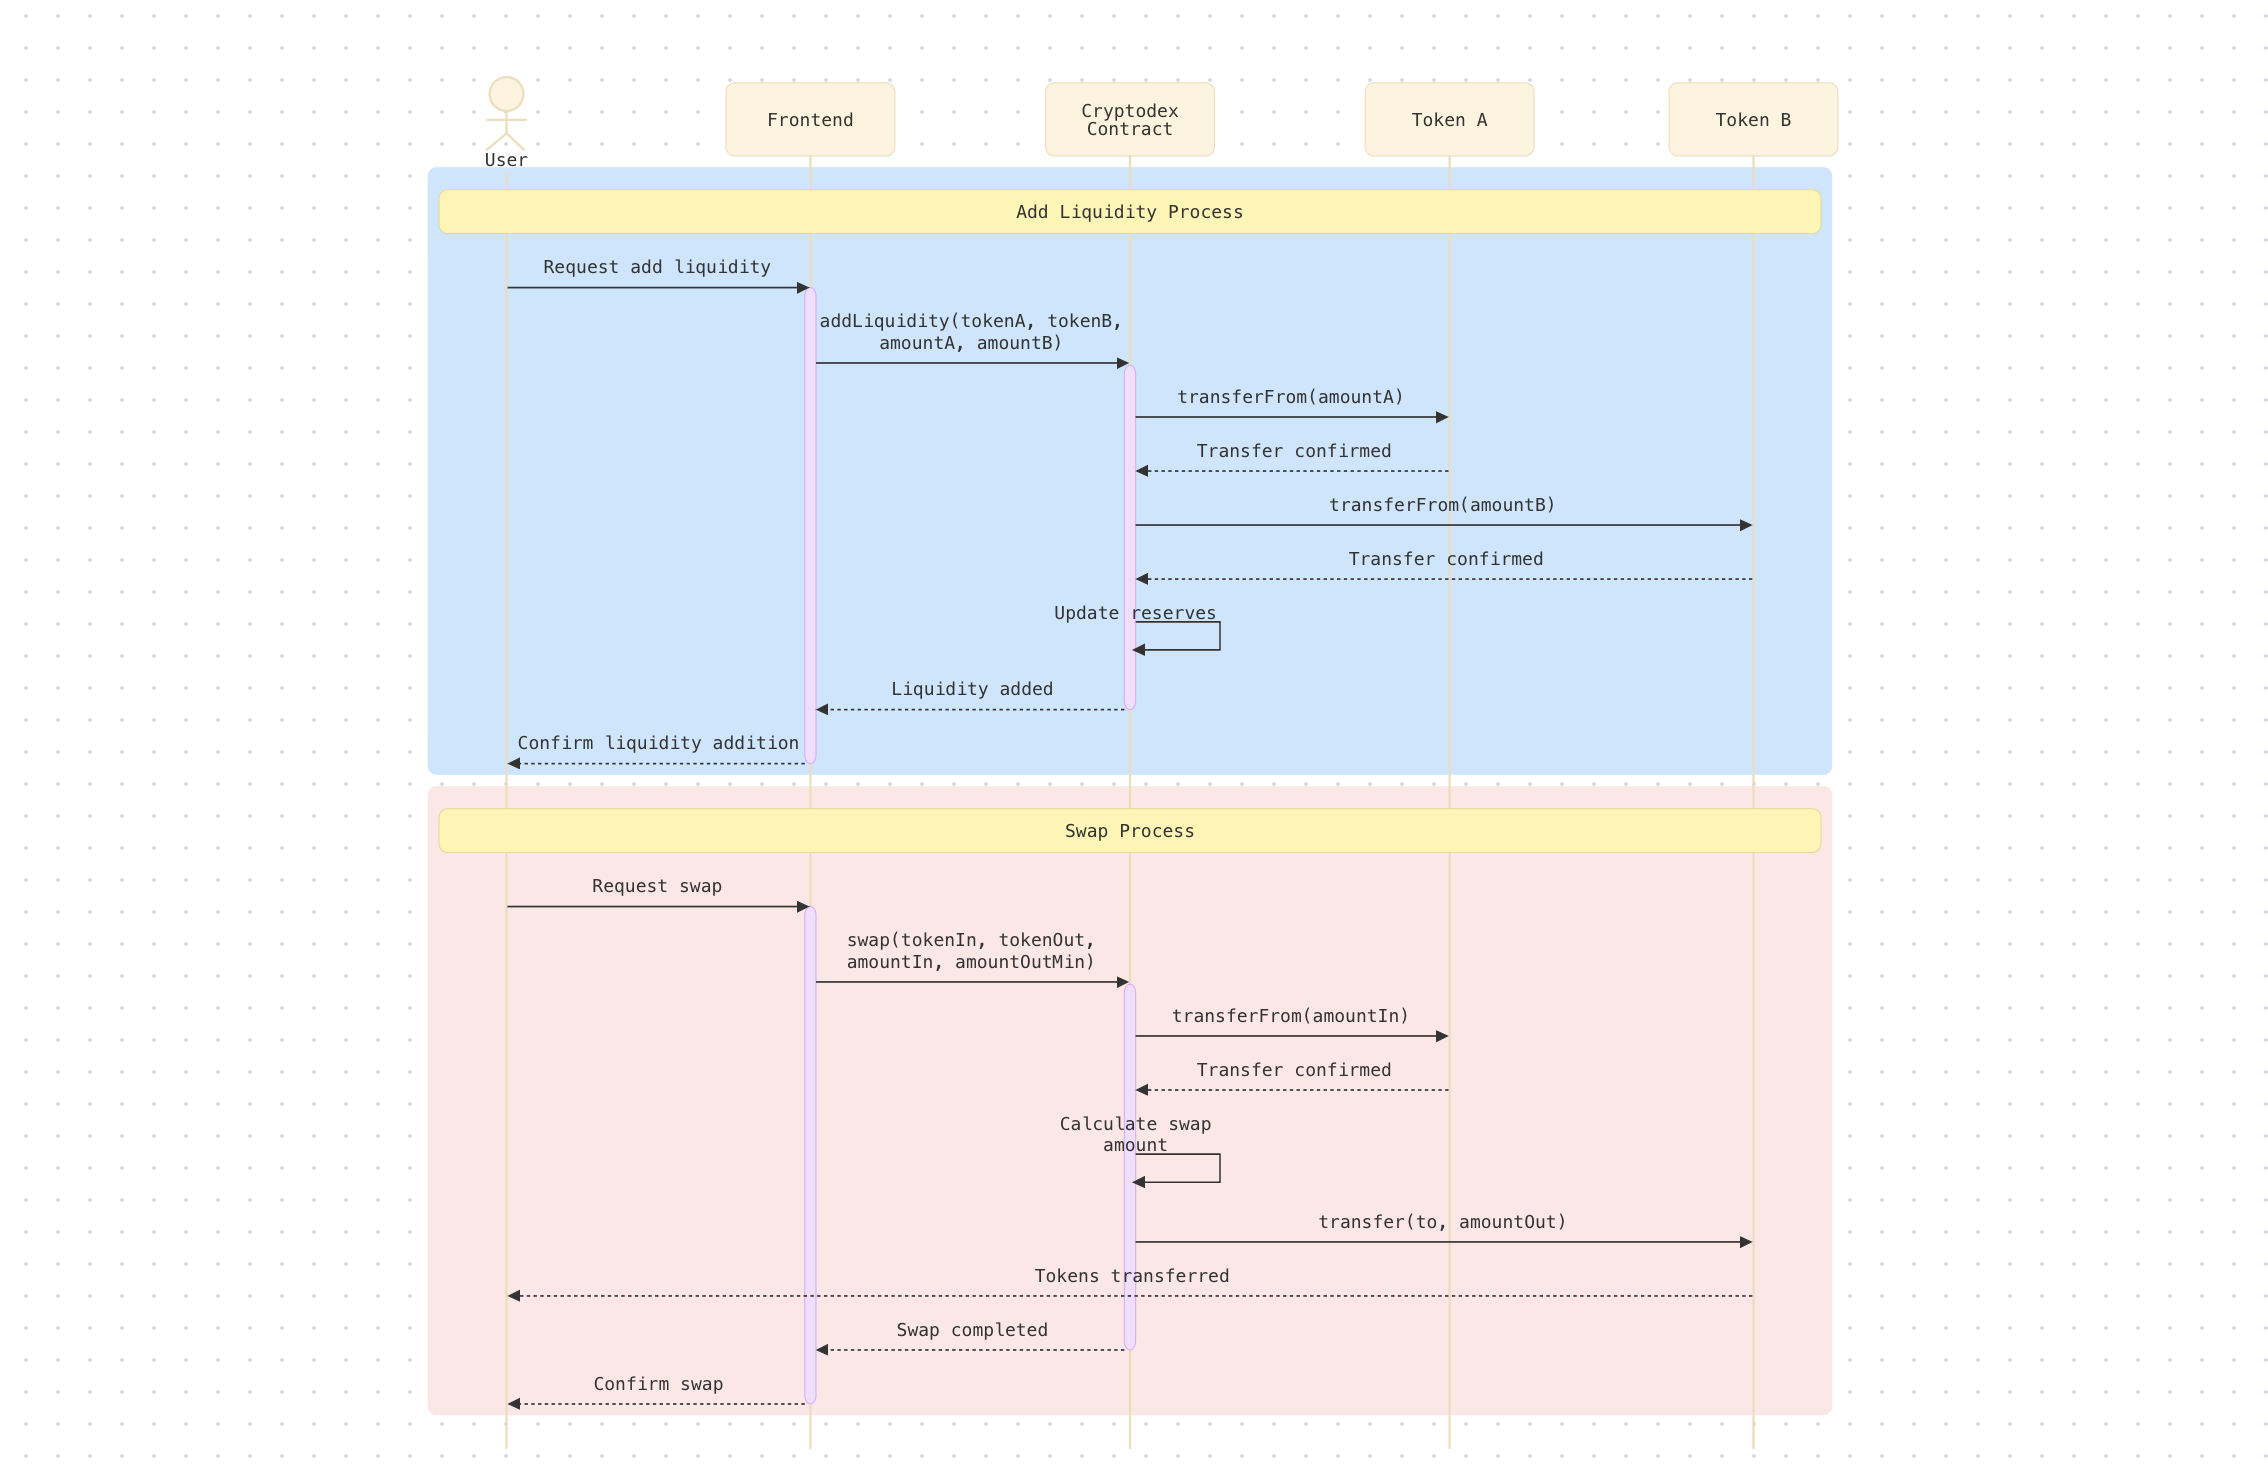 User
Frontend
Cryptodex
Contract
Token A
Token B
Add Liquidity Process
Request add liquidity
addLiquidity(tokenA, tokenB,
amountA, amountB)
transferFrom(amountA)
Transfer confirmed
transferFrom(amountB)
Transfer confirmed
Update reserves
Liquidity added
Confirm liquidity addition
Swap Process
Request swap
swap(tokenIn, tokenOut,
amountIn, amountOutMin)
transferFrom(amountIn)
Transfer confirmed
Calculate swap
amount
transfer(to, amountOut)
Tokens transferred
Swap completed
Confirm swap